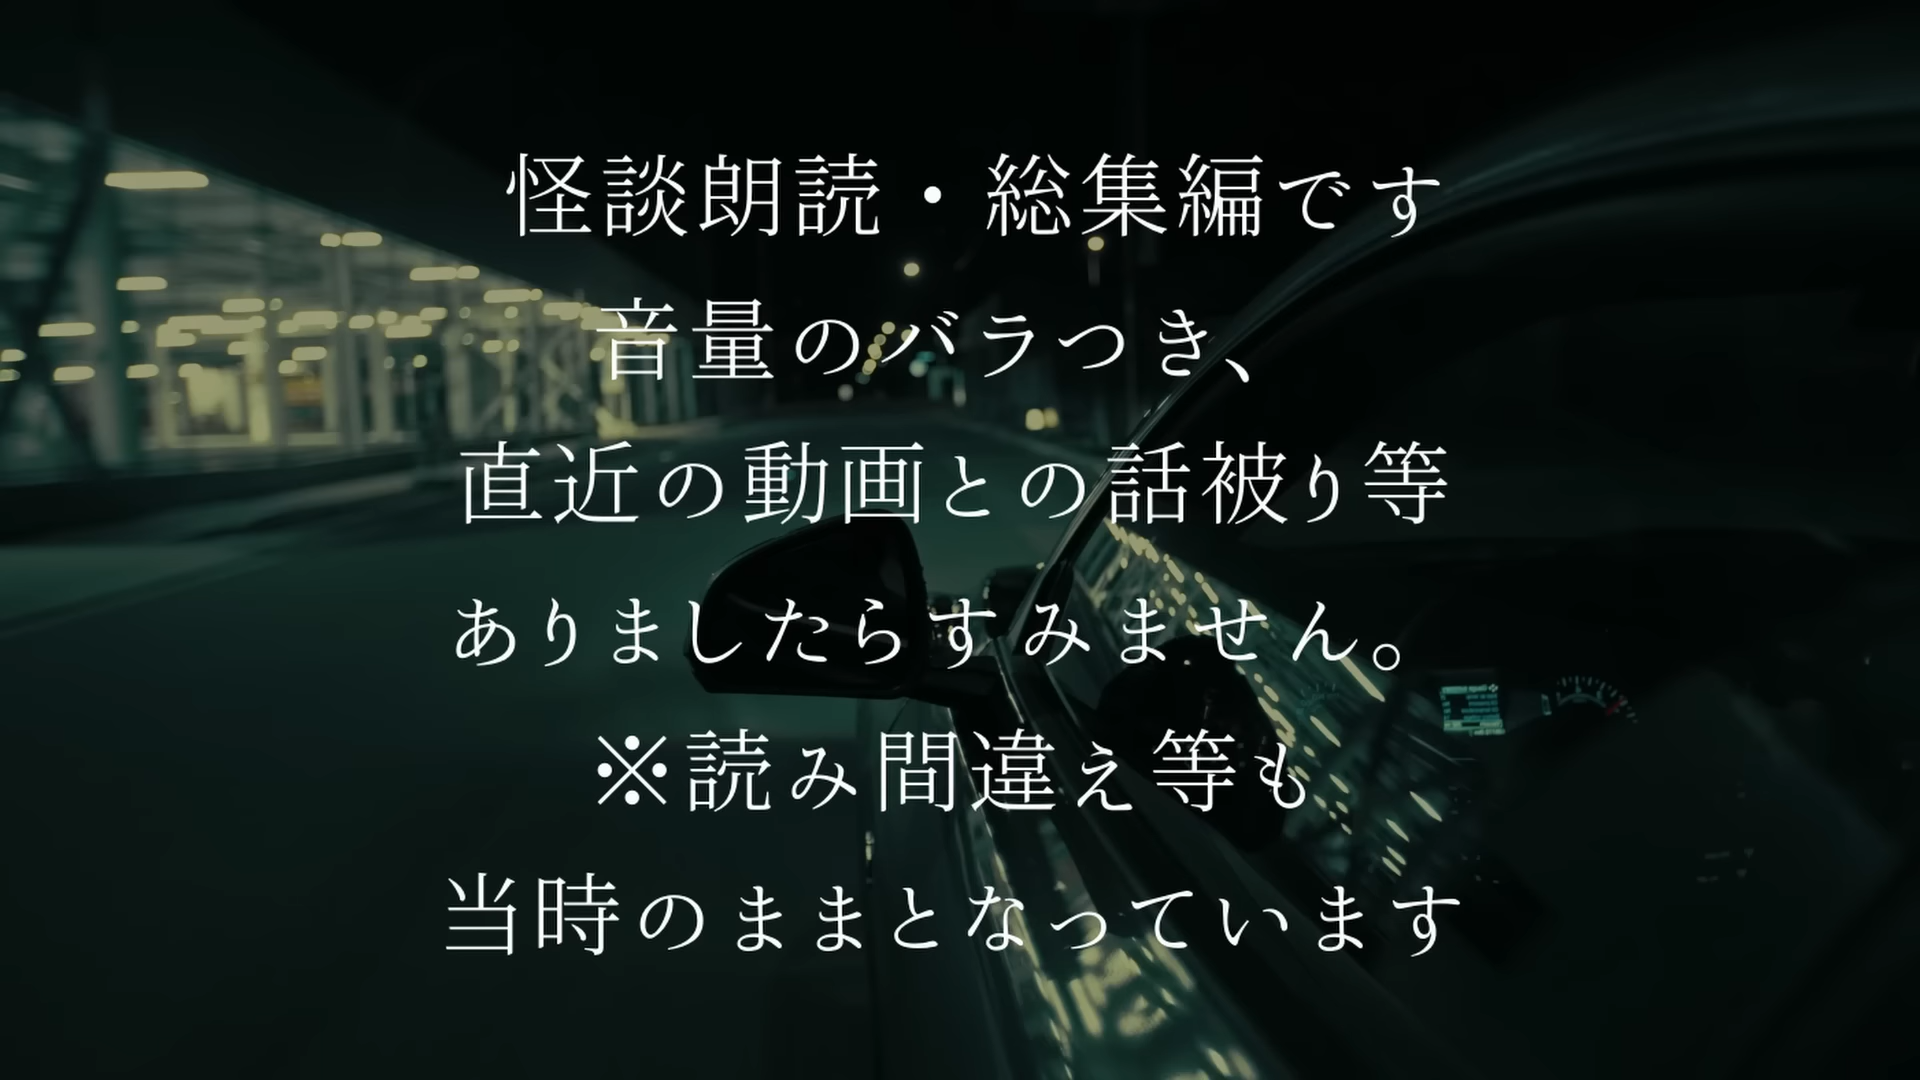 怪談朗読・総集編です
音量のバラつき、
直近の動画との話被り等
ありましたらすみません。
※読み間違え等も
当時のままとなっています